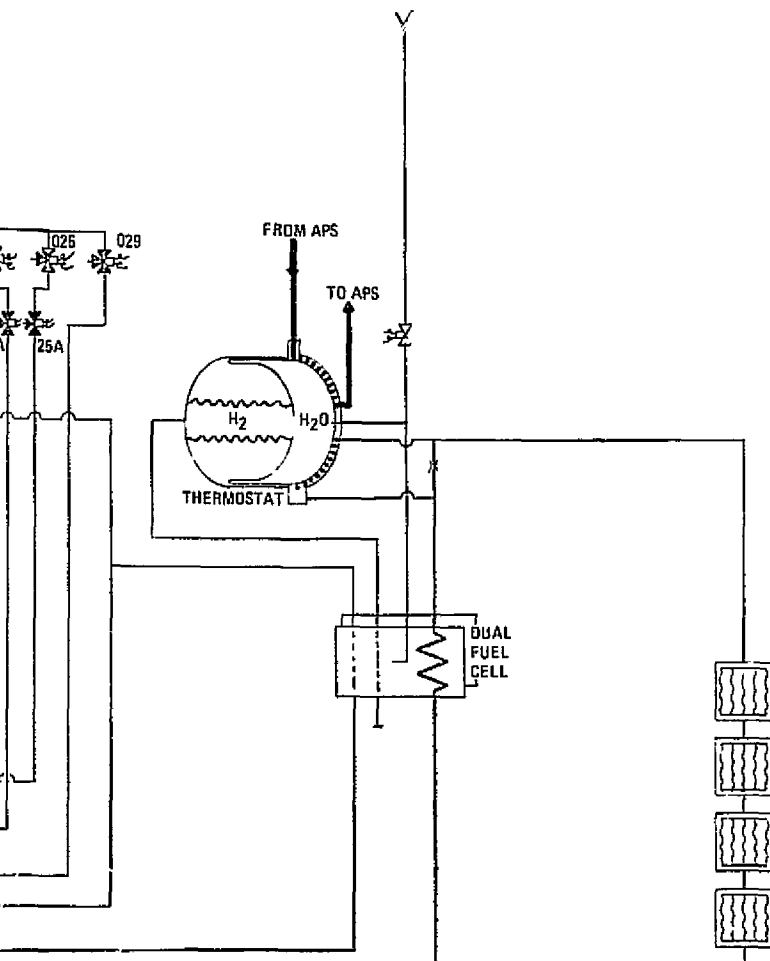 026
029
FROM APS
TO APS
25A
H₂
H₂O
THERMOSTAT
DUAL
FUEL
CELL